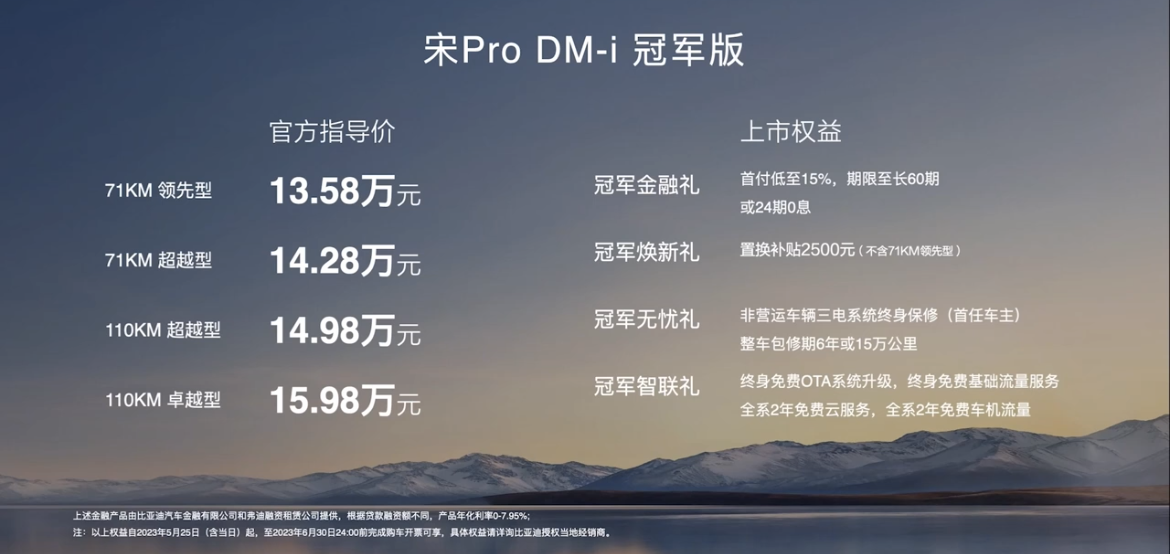 宋Pro DM-i 冠军版
官方指导价
71KM 领先型 13.58万元
71KM 超越型 14.28万元
110KM 超越型 14.98万元
110KM 卓越型 15.98万元
上市权益
冠军金融礼 首付低至15%，期限至长60期
或24期0息
冠军焕新礼 置换补贴2500元（不含71KM领先型）
冠军无忧礼 非营运车辆三电系统终身保修（首任车主）
整车包修期6年或15万公里
冠军智联礼 终身免费OTA系统升级，终身免费基础流量服务
全系2年免费云服务，全系2年免费车机流量
上述金融产品由比亚迪汽车金融有限公司和弗迪融资租赁公司提供，根据贷款融资额不同，产品年化利率0-7.95%;
注：以上权益自2023年5月25日（含当日）起，至2023年6月30日24:00前完成购车开票可享，具体权益请详询比亚迪授权当地经销商。